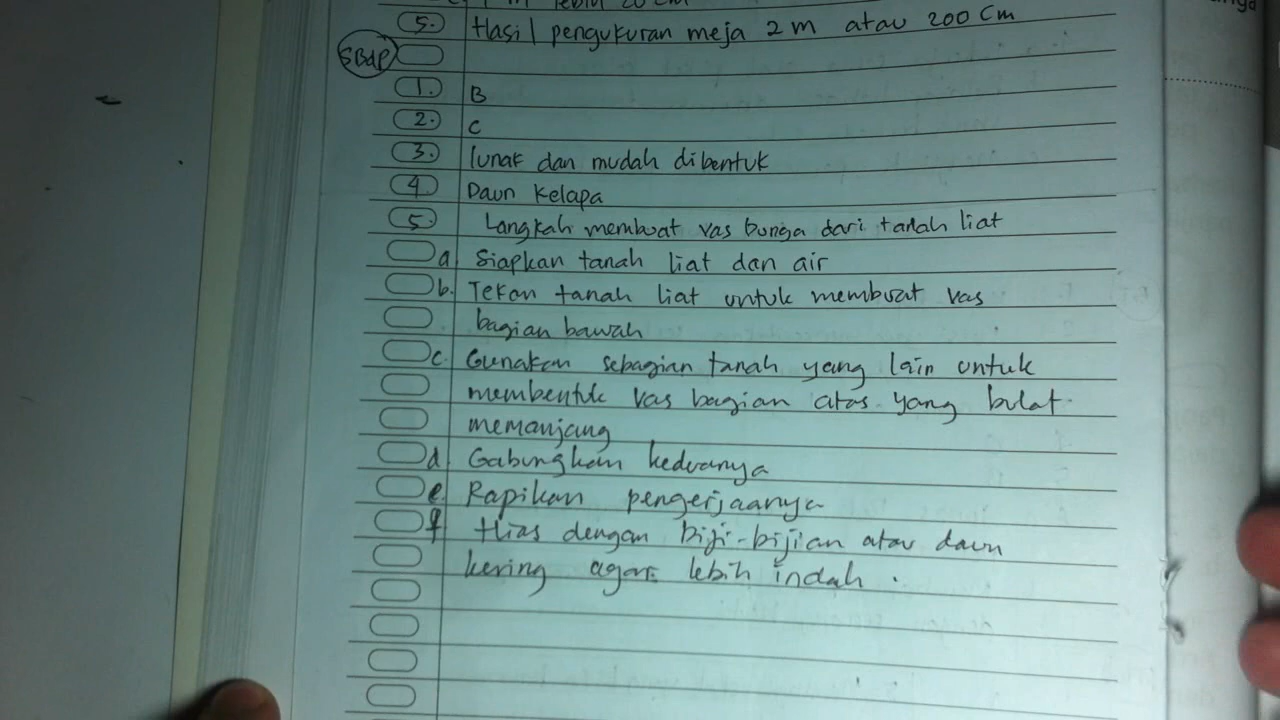 lebih 20 cm
5. Hasil pengukuran meja 2 m atau 200 cm
SBdP
1. B
2. C
3. lunak dan mudah dibentuk
4 Daun kelapa
5. Langkah membuat vas bunga dari tanah liat
a Siapkan tanah liat dan air
b. Tekan tanah liat untuk membuat vas
bagian bawah
c. Gunakan sebagian tanah yang lain untuk
membentuk vas bagian atas yang bulat
memanjang
d Gabungkan keduanya
e Rapikan pengerjaanya
f Hias dengan biji-bijian atau daun
kering agar lebih indah.